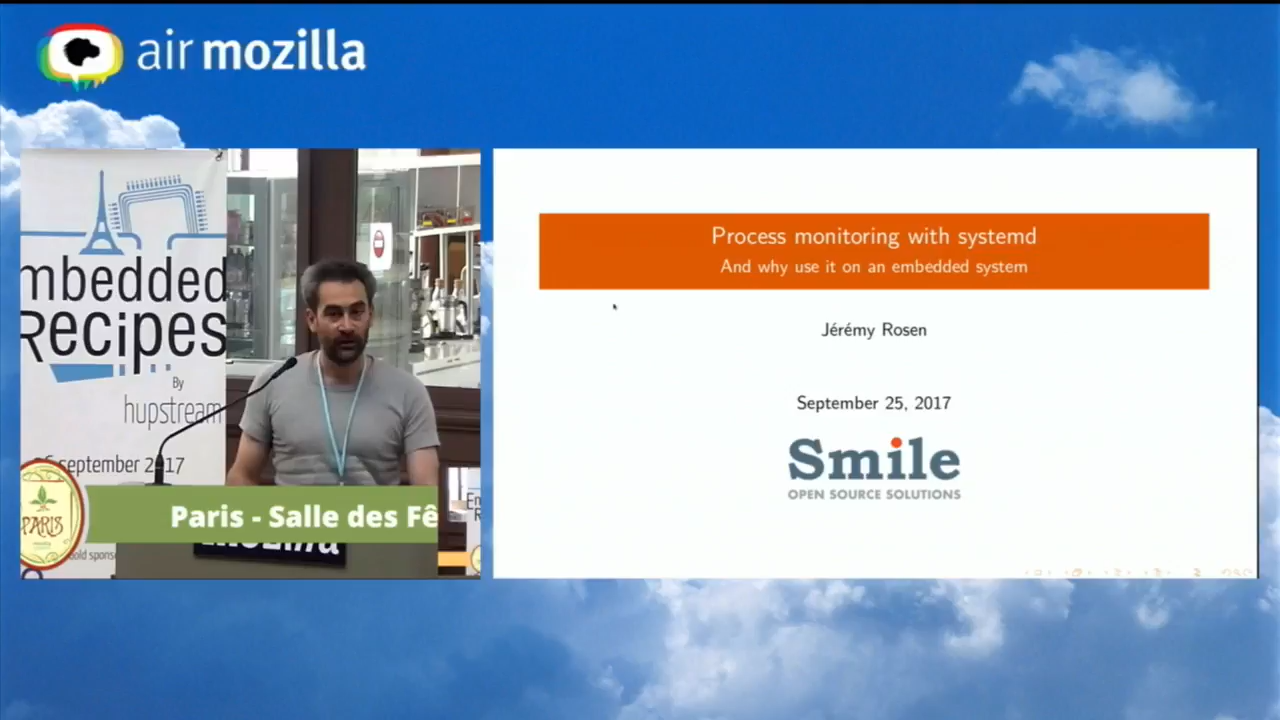 air mozilla
mbedded
Recipes
By
hupstream
september 2017
PARIS
Paris - Salle des Fê
mozilla
Process monitoring with systemd
And why use it on an embedded system
Jérémy Rosen
September 25, 2017
Smile
OPEN SOURCE SOLUTIONS